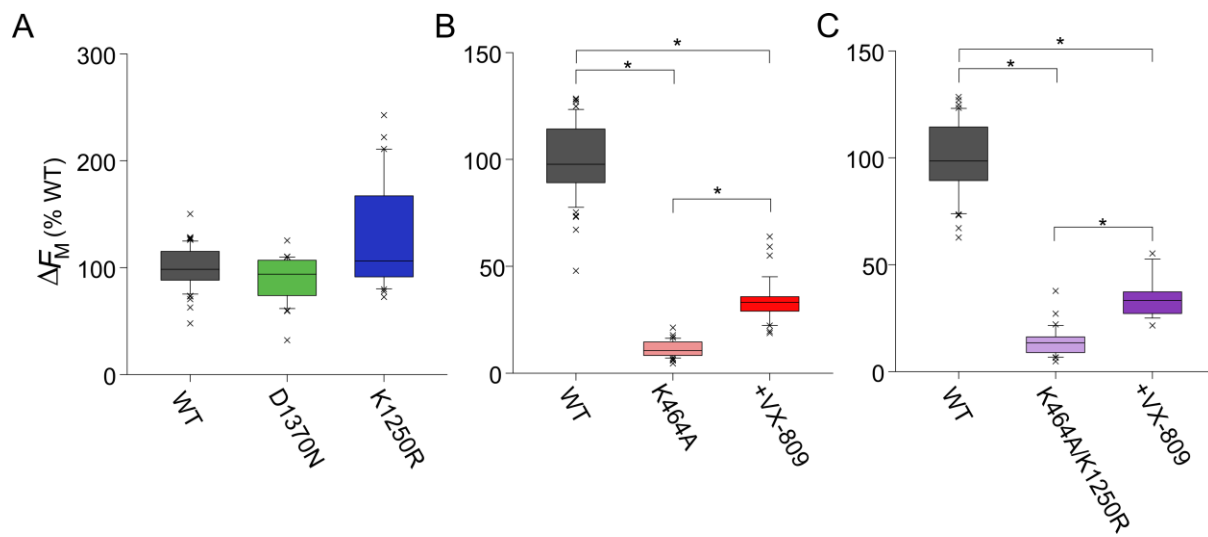 A
B
C
ΔF_M (% WT)
300
200
100
0
WT
D1370N
K1250R
150
100
50
0
*
*
*
WT
K464A
+VX-809
150
100
50
0
*
*
*
WT
K464A/K1250R
+VX-809